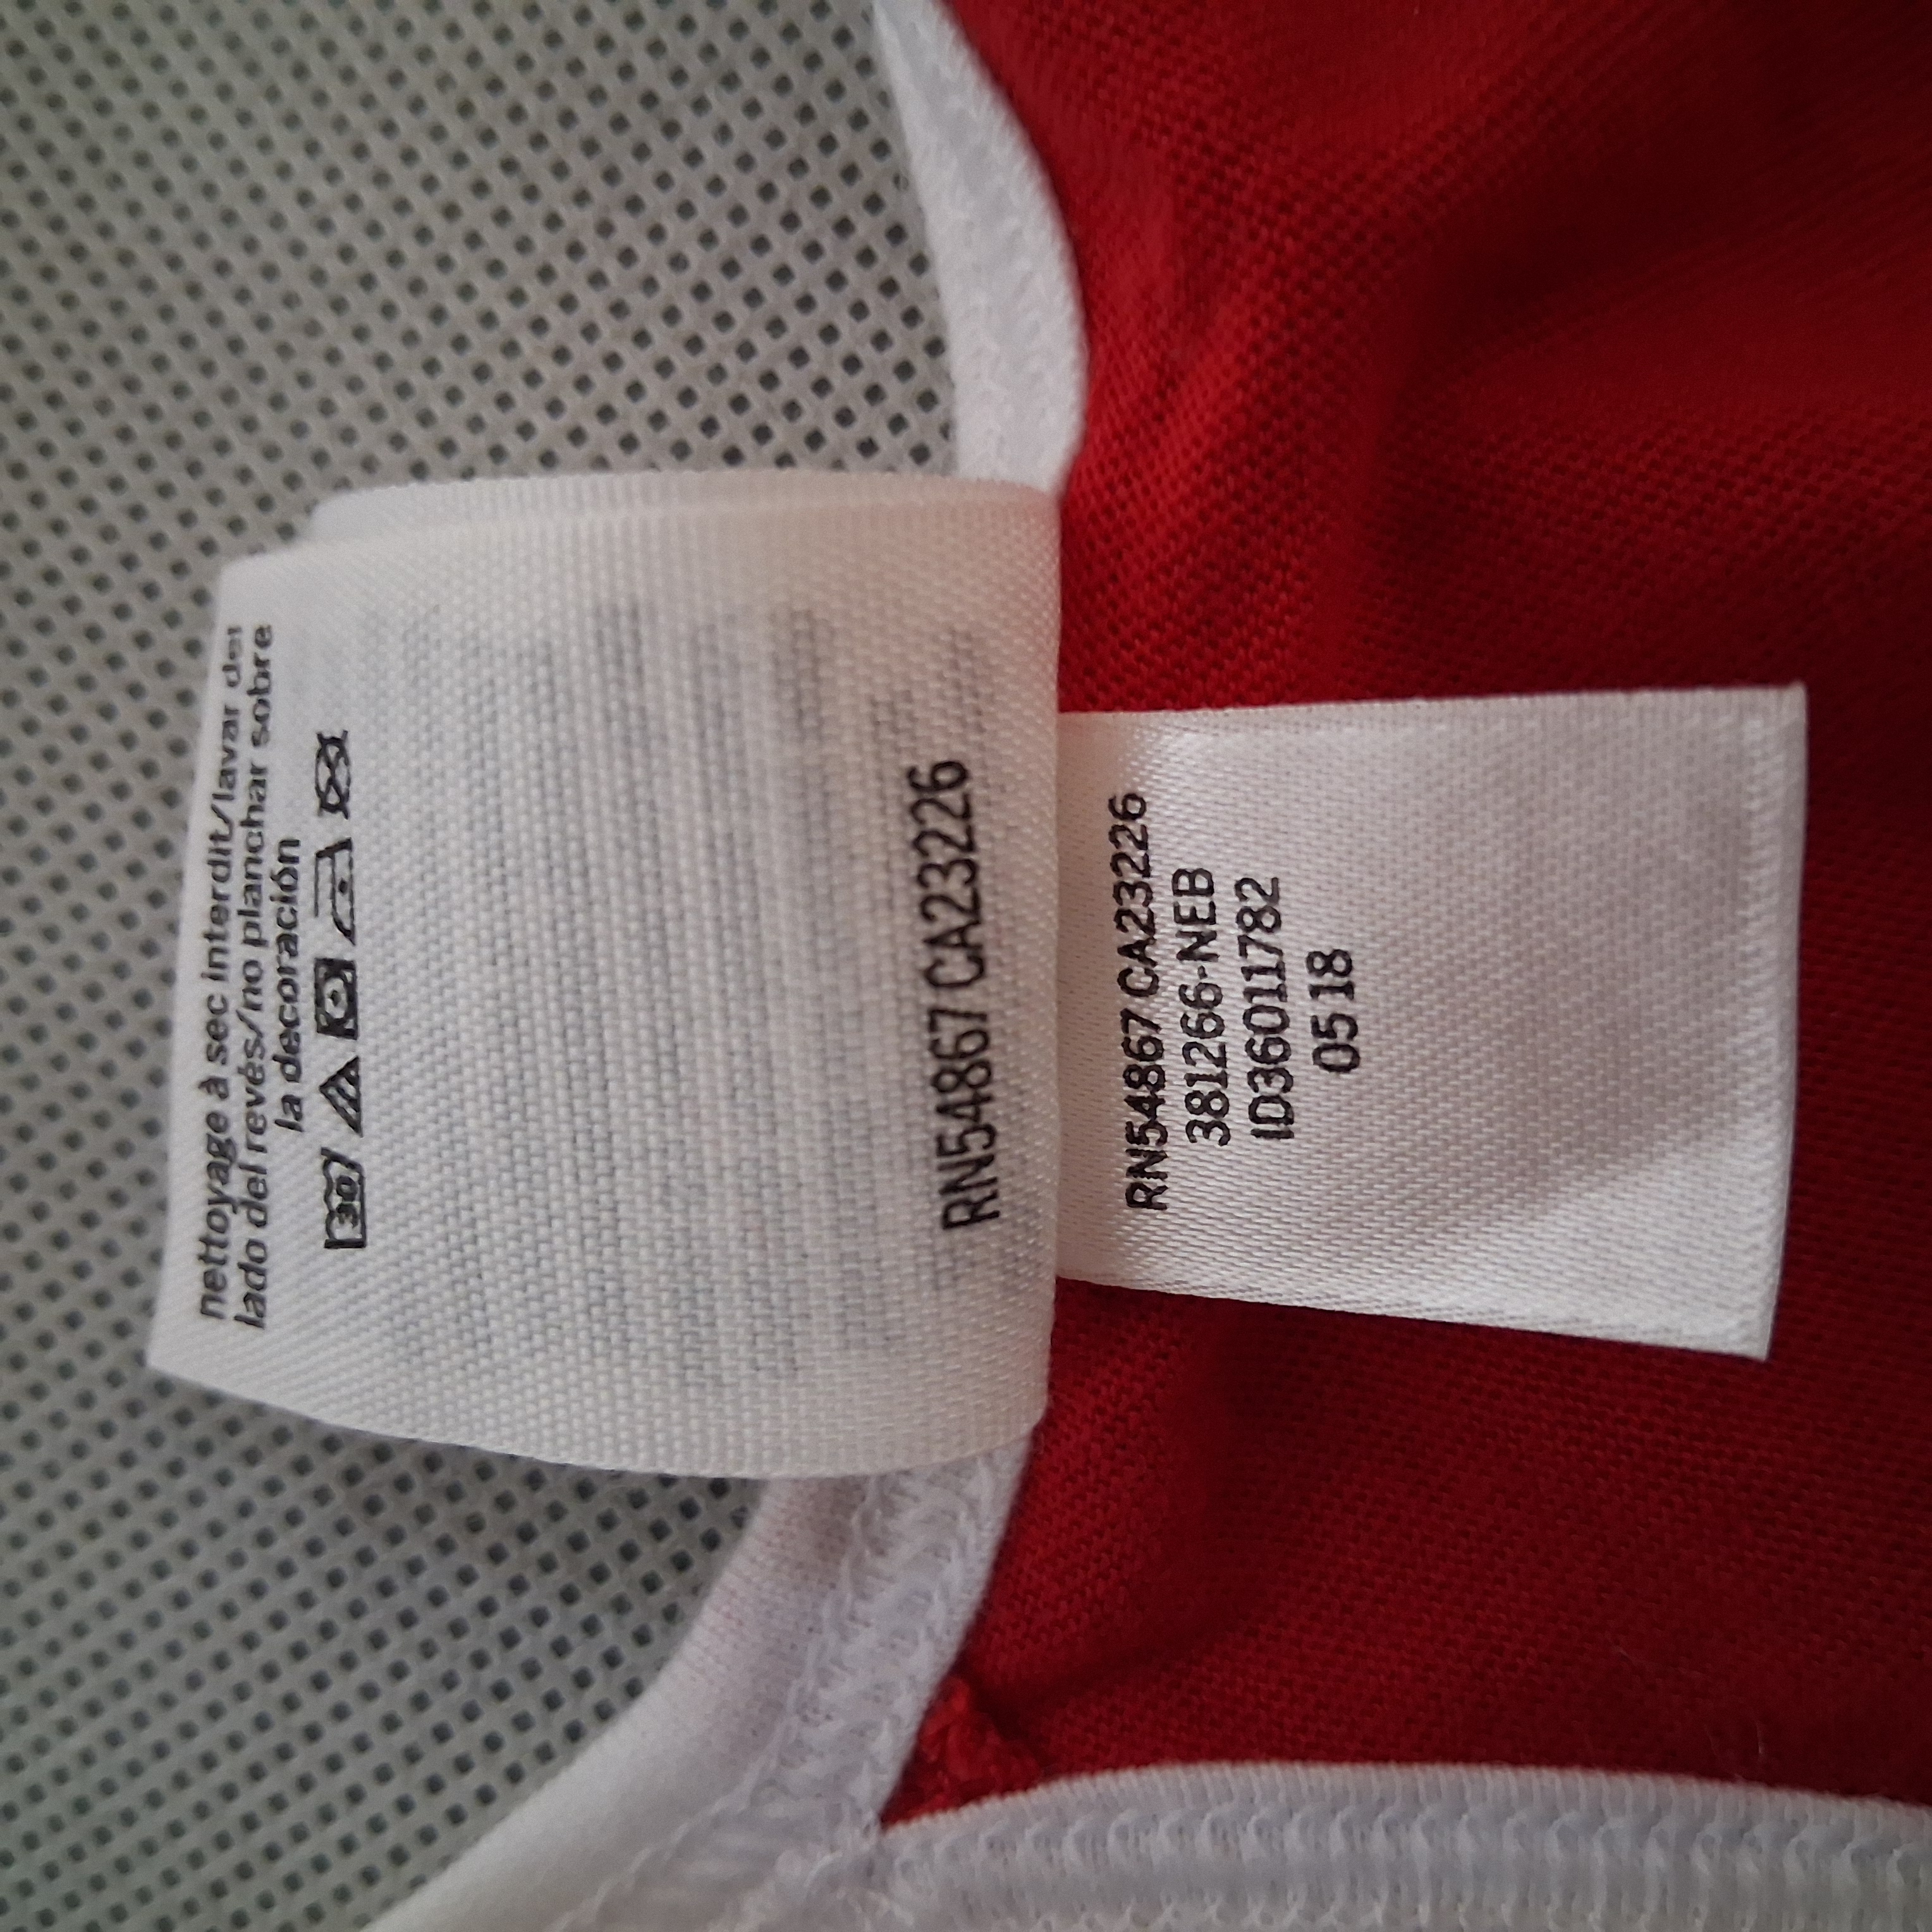 nettoyage à sec interdit/lavar del
lado del revés/no planchar sobre
la decoración
30
RN54867 CA23226
RN54867 CA23226
381266-NEB
ID36011782
05 18